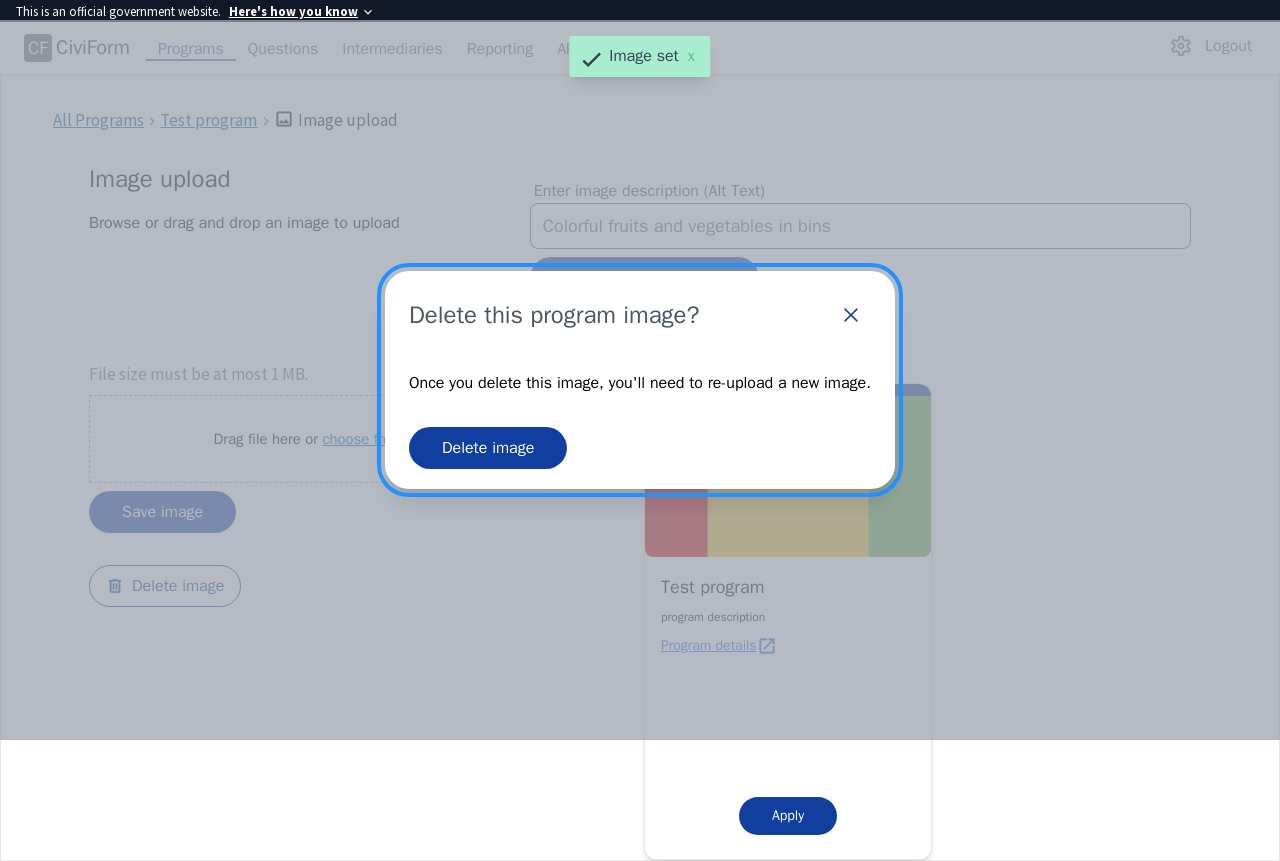 This is an official government website. Here's how you know
CF CiviForm Programs Questions Intermediaries Reporting Logout
Image set x
All Programs › Test program › Image upload
Image upload
Browse or drag and drop an image to upload
Enter image description (Alt Text)
Colorful fruits and vegetables in bins
Delete this program image?
Once you delete this image, you'll need to re-upload a new image.
Delete image
File size must be at most 1 MB.
Drag file here or choose
Save image
Delete image
Test program
program description
Program details
Apply